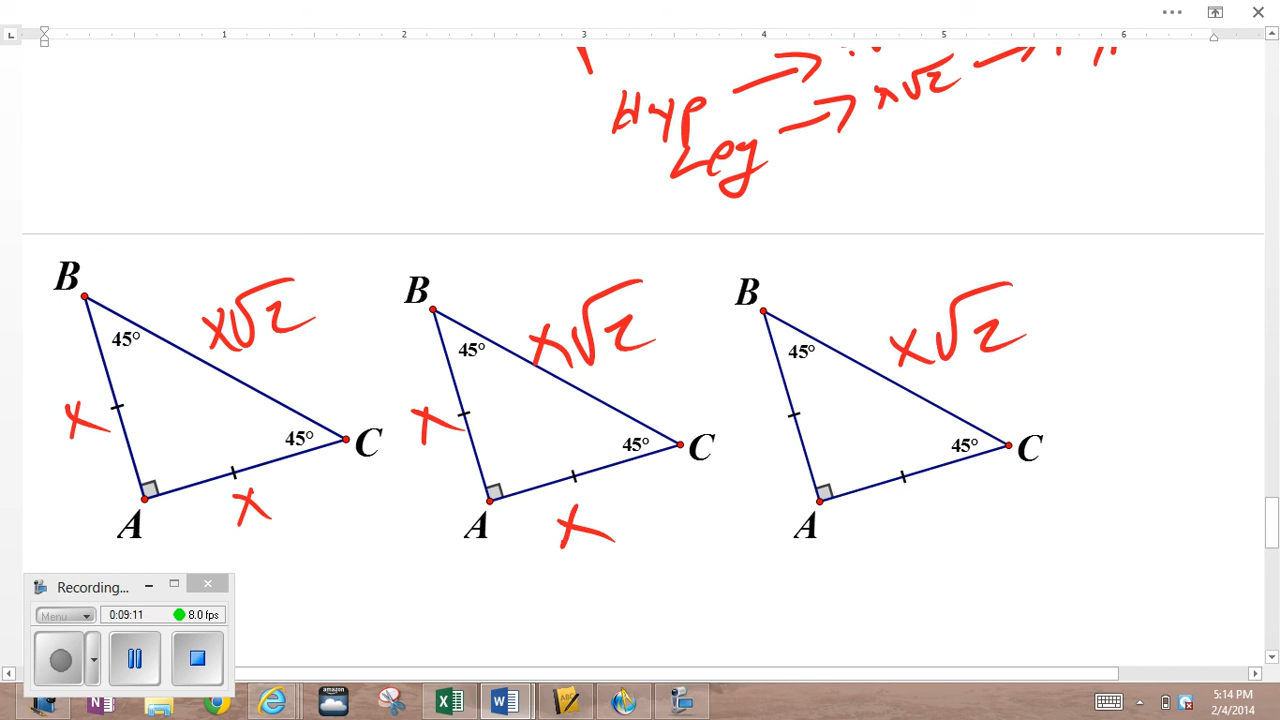 1 2 3 4 5 6
Hyp
x√2
Leg
B x√2
45°
x
45° C
A x
B x√2
45°
x
45° C
A x
B x√2
45°
45° C
A
Recording...
Menu 0:09:11 8.0 fps
amazon
5:14 PM
2/4/2014